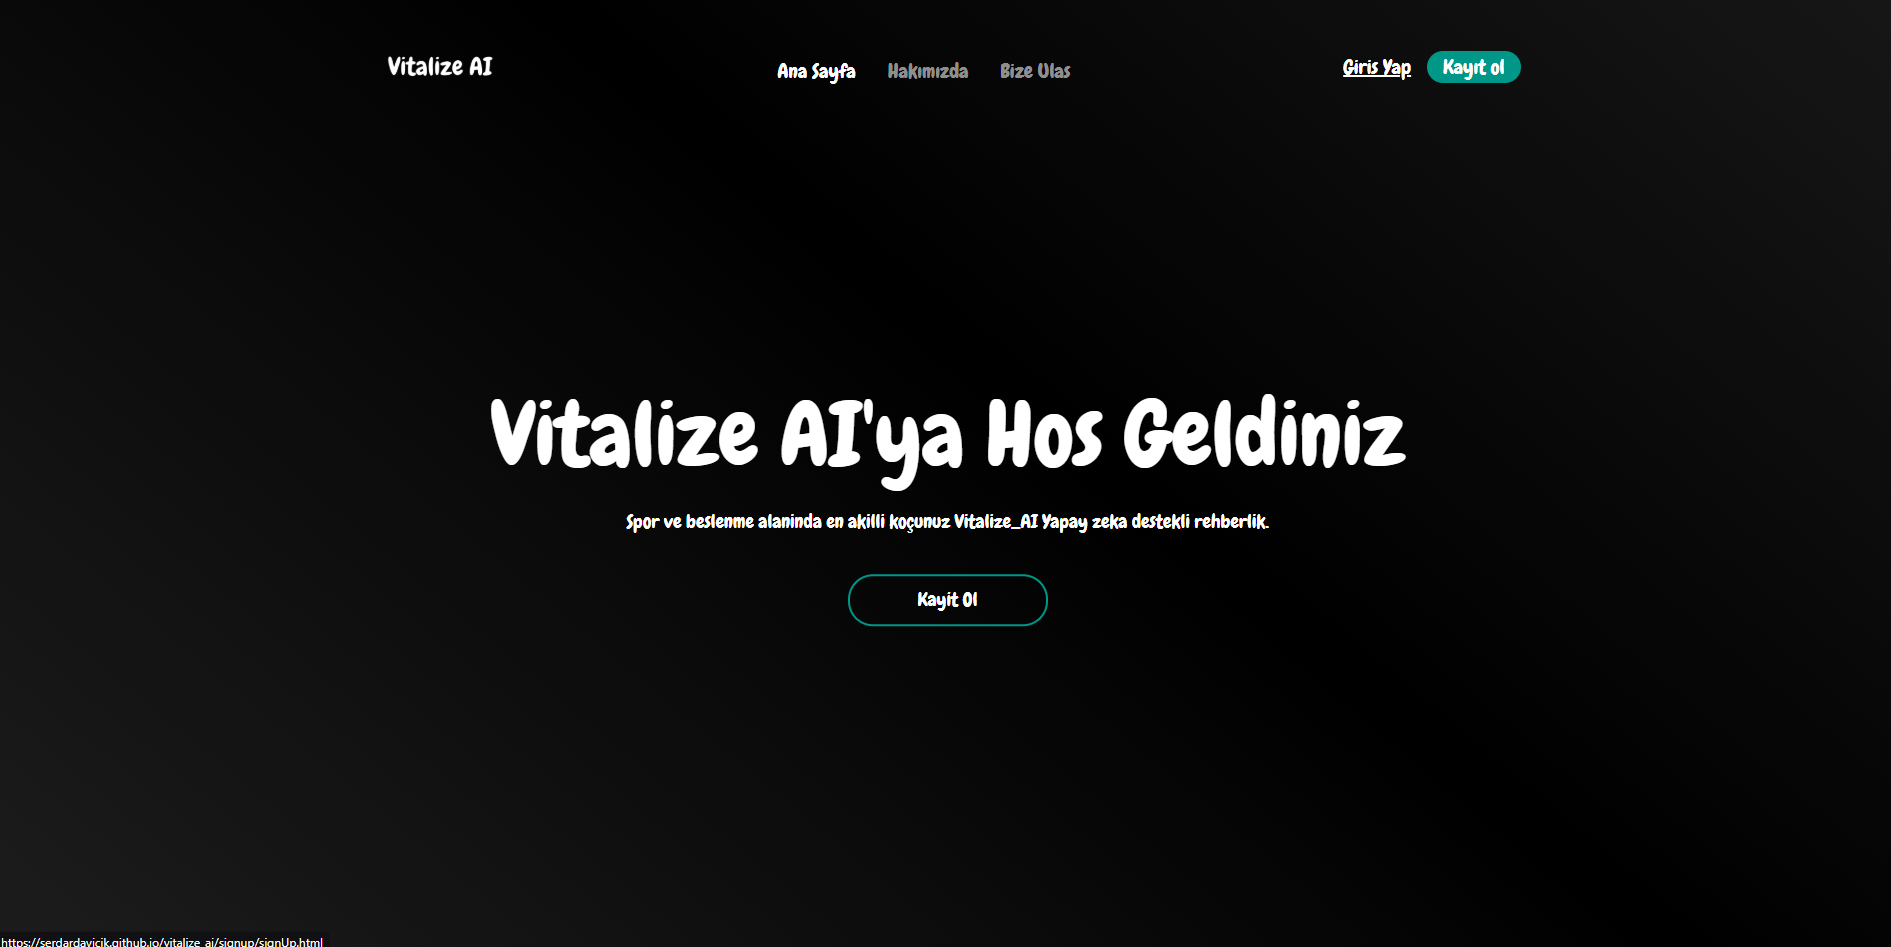 Vitalize AI
Ana Sayfa Hakımızda Bize Ulas
Giris Yap Kayıt ol
Vitalize AI'ya Hos Geldiniz
Spor ve beslenme alaninda en akilli koçunuz Vitalize_AI Yapay zeka destekli rehberlik.
Kayit Ol
https://serdardayicik.github.io/vitalize_ai/signup/signUp.html